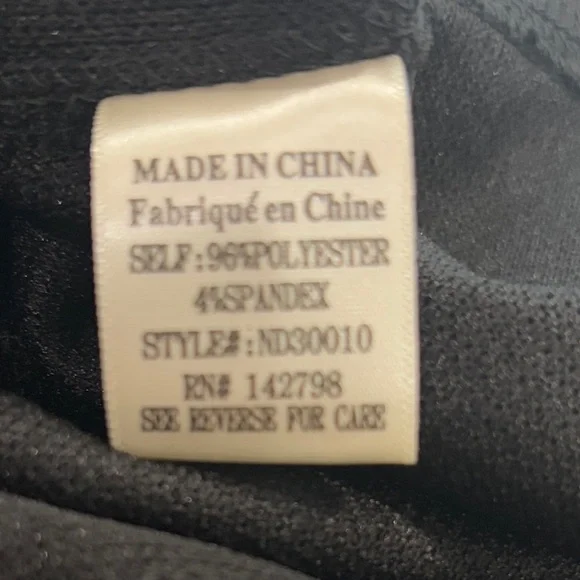 MADE IN CHINA
Fabriqué en Chine
SELF:96%POLYESTER
4%SPANDEX
STYLE#:ND30010
RN# 142798
SEE REVERSE FOR CARE